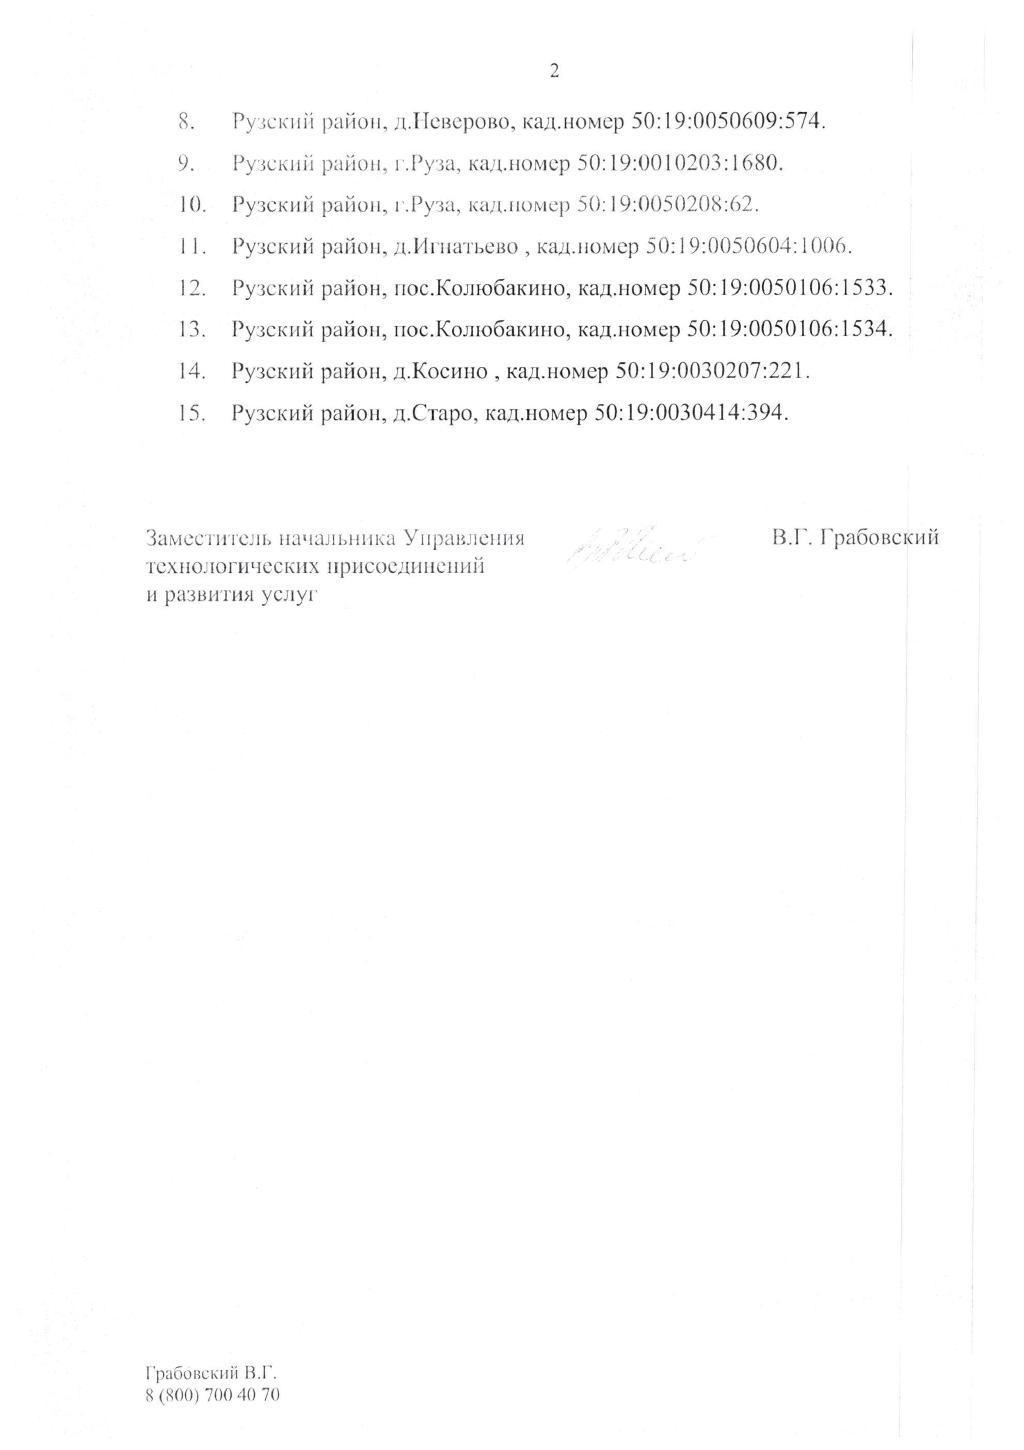 2
8. Рузский район, д.Неверово, кад.номер 50:19:0050609:574.
9. Рузский район, г.Руза, кад.номер 50:19:0010203:1680.
10. Рузский район, г.Руза, кад.номер 50:19:0050208:62.
11. Рузский район, д.Игнатьево , кад.номер 50:19:0050604:1006.
12. Рузский район, пос.Колюбакино, кад.номер 50:19:0050106:1533.
13. Рузский район, пос.Колюбакино, кад.номер 50:19:0050106:1534.
14. Рузский район, д.Косино , кад.номер 50:19:0030207:221.
15. Рузский район, д.Старо, кад.номер 50:19:0030414:394.
Заместитель начальника Управления В.Г. Грабовский
технологических присоединений
и развития услуг
Грабовский В.Г.
8 (800) 700 40 70